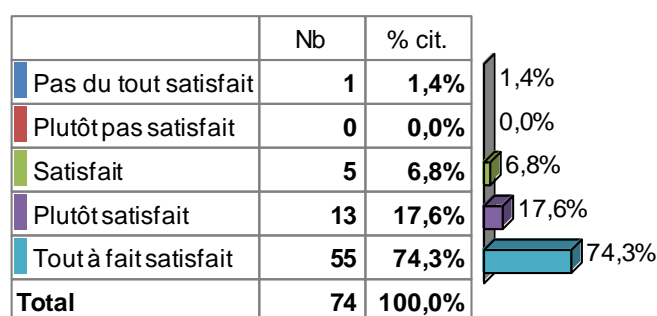 Nb % cit.
Pas du tout satisfait 1 1,4% 1,4%
Plutôt pas satisfait 0 0,0% 0,0%
Satisfait 5 6,8% 6,8%
Plutôt satisfait 13 17,6% 17,6%
Tout à fait satisfait 55 74,3% 74,3%
Total 74 100,0%